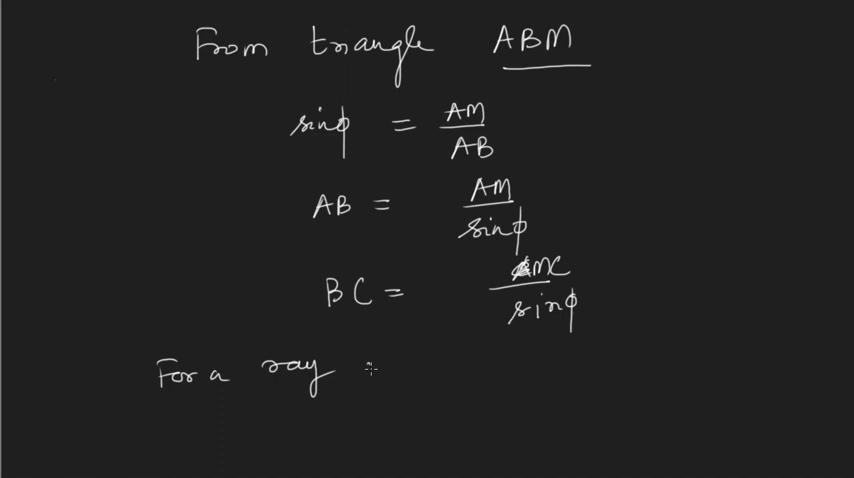 From triangle ABM
sinϕ = AM/AB
AB = AM/sinϕ
BC = MC/sinϕ
For a ray